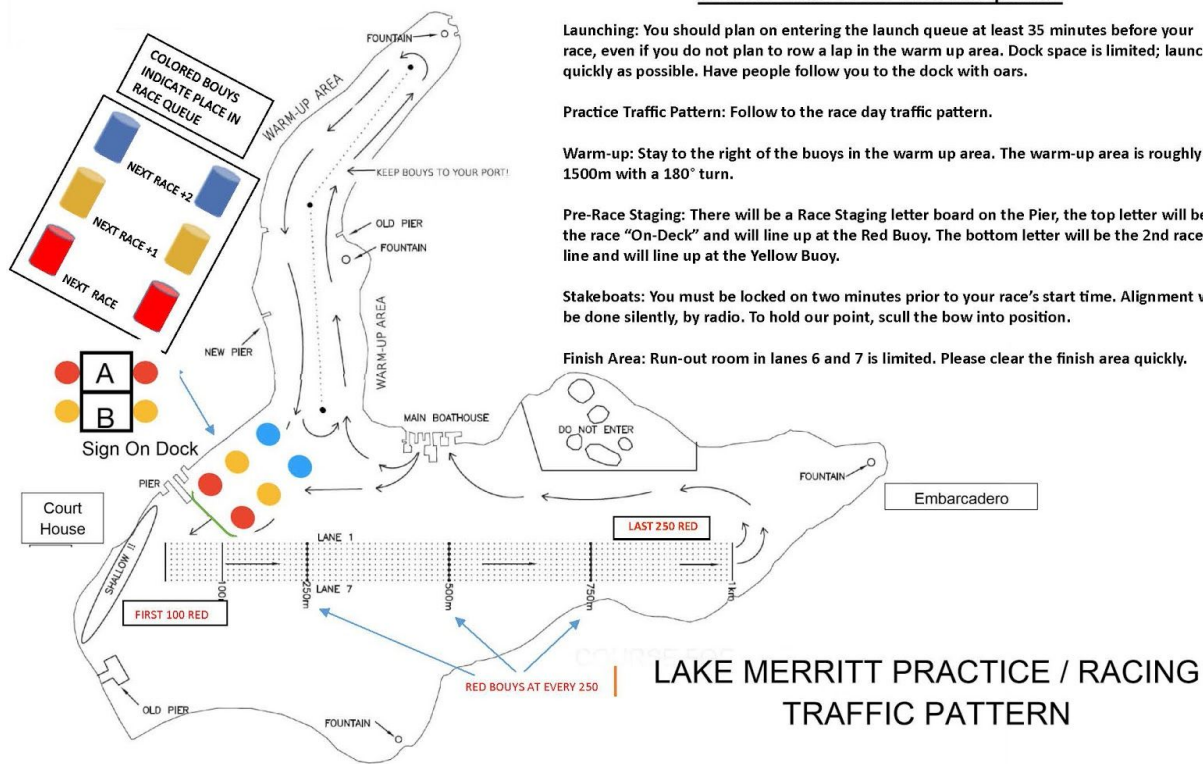 Launching: You should plan on entering the launch queue at least 35 minutes before your
race, even if you do not plan to row a lap in the warm up area. Dock space is limited;
quickly as possible. Have people follow you to the dock with oars.
Practice Traffic Pattern: Follow to the race day traffic pattern.
Warm-up: Stay to the right of the buoys in the warm up area. The warm-up area is roughly
1500m with a 180° turn.
Pre-Race Staging: There will be a Race Staging letter board on the Pier, the top letter will
the race “On-Deck” and will line up at the Red Buoy. The bottom letter will be the 2nd race
line and will line up at the Yellow Buoy.
Stakeboats: You must be locked on two minutes prior to your race’s start time. Alignment
be done silently, by radio. To hold our point, scull the bow into position.
Finish Area: Run-out room in lanes 6 and 7 is limited. Please clear the finish area quickly.
COLORED BOUYS
INDICATE PLACE IN
RACE QUEUE
NEXT RACE +2
NEXT RACE +1
NEXT RACE
A
B
Sign On Dock
FOUNTAIN
WARM-UP AREA
KEEP BOUYS TO YOUR PORT!
OLD PIER
FOUNTAIN
NEW PIER
WARM-UP AREA
MAIN BOATHOUSE
DO NOT ENTER
FOUNTAIN
Embarcadero
PIER
Court
House
SHALLOW !!
LAST 250 RED
LANE 1
LANE 7
100
250m
500m
750m
1km
FIRST 100 RED
RED BOUYS AT EVERY 250
OLD PIER
FOUNTAIN
LAKE MERRITT PRACTICE / RACING
TRAFFIC PATTERN